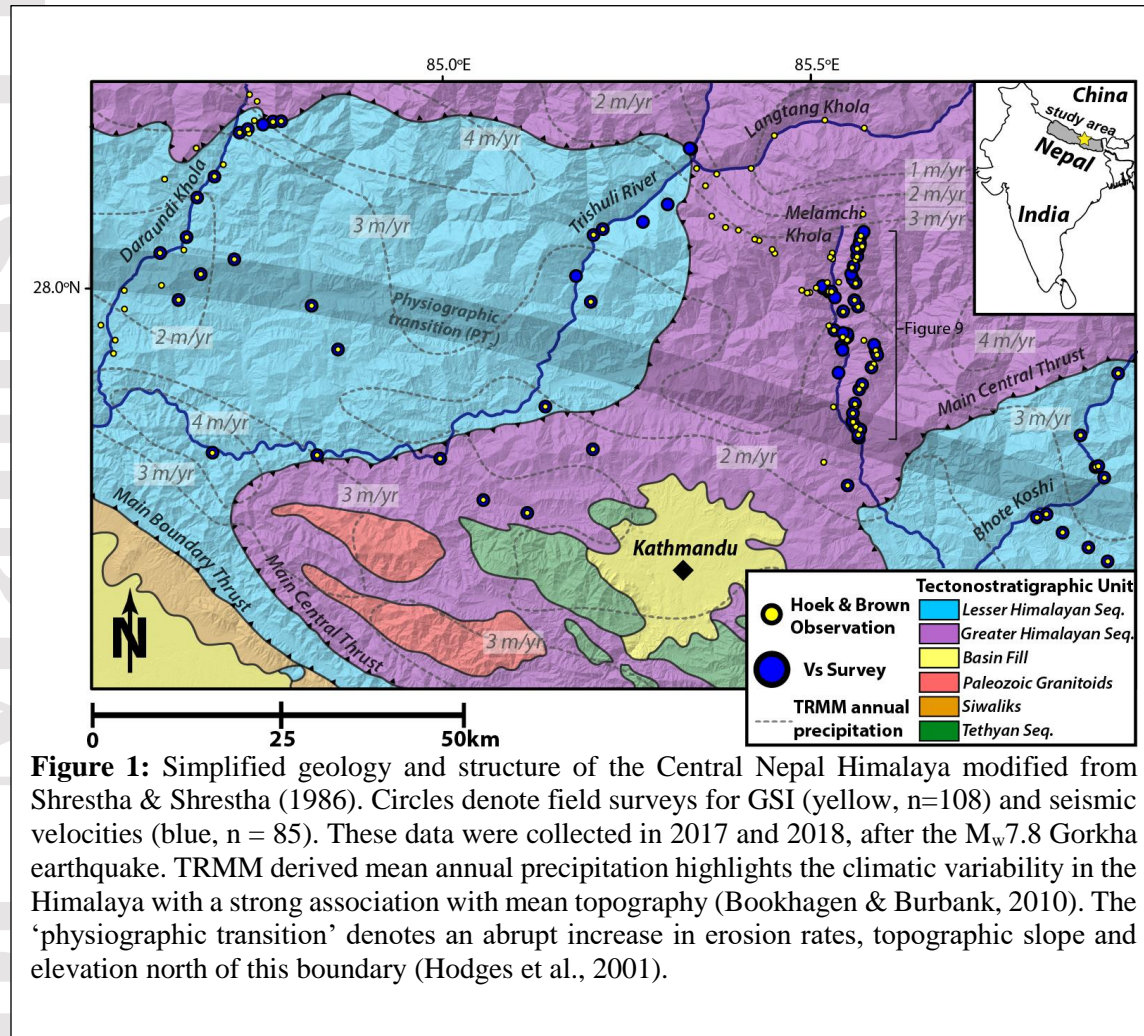 85.0°E
85.5°E
28.0°N
2 m/yr
4 m/yr
Langtang Khola
China
study area
Nepal
India
Daraundi Khola
3 m/yr
Trishuli River
1 m/yr
2 m/yr
3 m/yr
Melamchi
Khola
Physiographic
transition (PT)
2 m/yr
Figure 9
4 m/yr
Main Central Thrust
4 m/yr
3 m/yr
3 m/yr
2 m/yr
3 m/yr
Main Boundary Thrust
Bhote Koshi
Kathmandu
Main Central Thrust
3 m/yr
N
Hoek & Brown
Observation
Vs Survey
TRMM annual
precipitation
Tectonostratigraphic Unit
Lesser Himalayan Seq.
Greater Himalayan Seq.
Basin Fill
Paleozoic Granitoids
Siwaliks
Tethyan Seq.
0
25
50km
Figure 1: Simplified geology and structure of the Central Nepal Himalaya modified from
Shrestha & Shrestha (1986). Circles denote field surveys for GSI (yellow, n=108) and seismic
velocities (blue, n = 85). These data were collected in 2017 and 2018, after the Mw7.8 Gorkha
earthquake. TRMM derived mean annual precipitation highlights the climatic variability in the
Himalaya with a strong association with mean topography (Bookhagen & Burbank, 2010). The
‘physiographic transition’ denotes an abrupt increase in erosion rates, topographic slope and
elevation north of this boundary (Hodges et al., 2001).